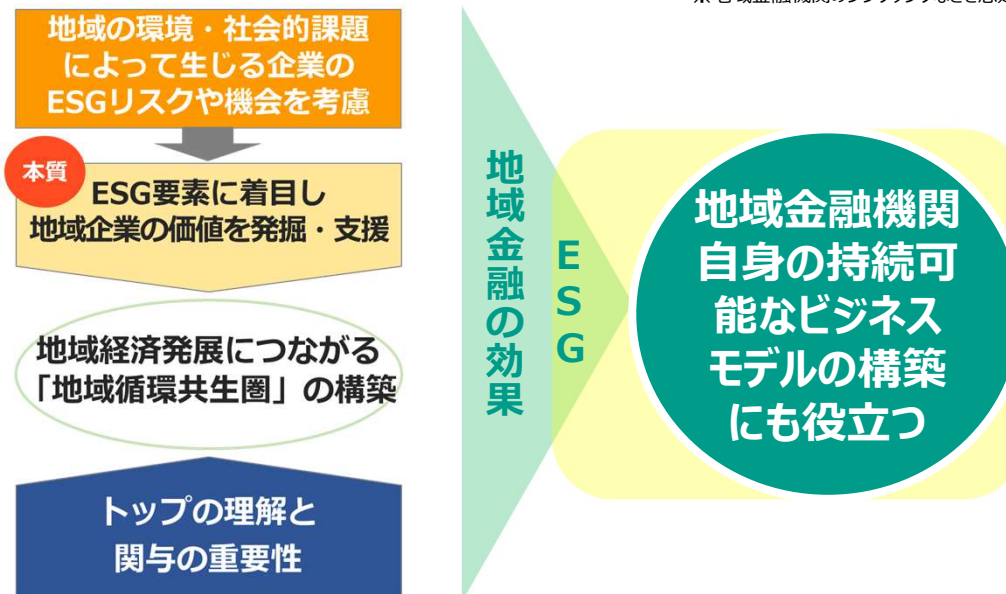 地域の環境・社会的課題
によって生じる企業の
ESGリスクや機会を考慮
本質
ESG要素に着目し
地域企業の価値を発掘・支援
地域経済発展につながる
「地域循環共生圏」の構築
トップの理解と
関与の重要性
ESG
地域金融の効果
地域金融機関
自身の持続可
能なビジネス
モデルの構築
にも役立つ